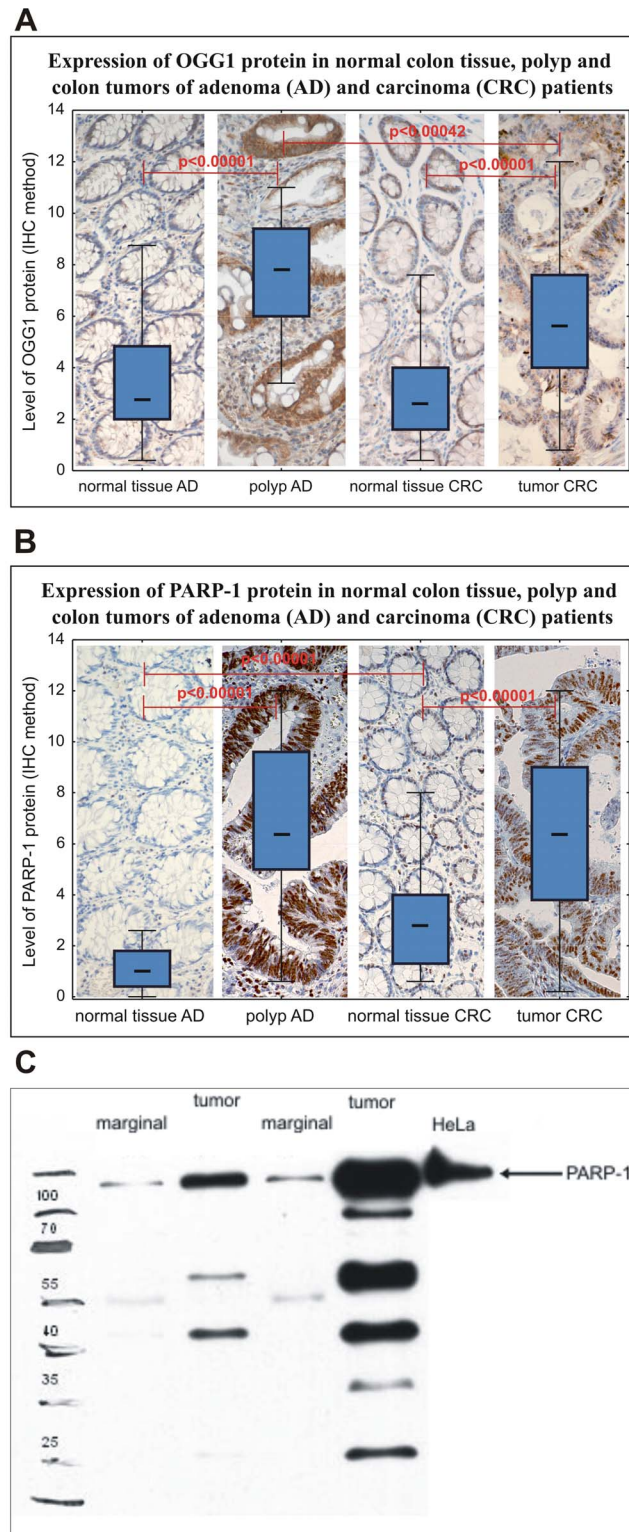 A
Expression of OGG1 protein in normal colon tissue, polyp and
colon tumors of adenoma (AD) and carcinoma (CRC) patients
Level of OGG1 protein (IHC method)
14
12
10
8
6
4
2
0
p<0.00001
p<0.00042
p<0.00001
normal tissue AD polyp AD normal tissue CRC tumor CRC
B
Expression of PARP-1 protein in normal colon tissue, polyp and
colon tumors of adenoma (AD) and carcinoma (CRC) patients
Level of PARP-1 protein (IHC method)
14
12
10
8
6
4
2
0
p<0.00001
p<0.00001
p<0.00001
normal tissue AD polyp AD normal tissue CRC tumor CRC
C
marginal tumor marginal tumor HeLa
PARP-1
100
70
55
40
35
25